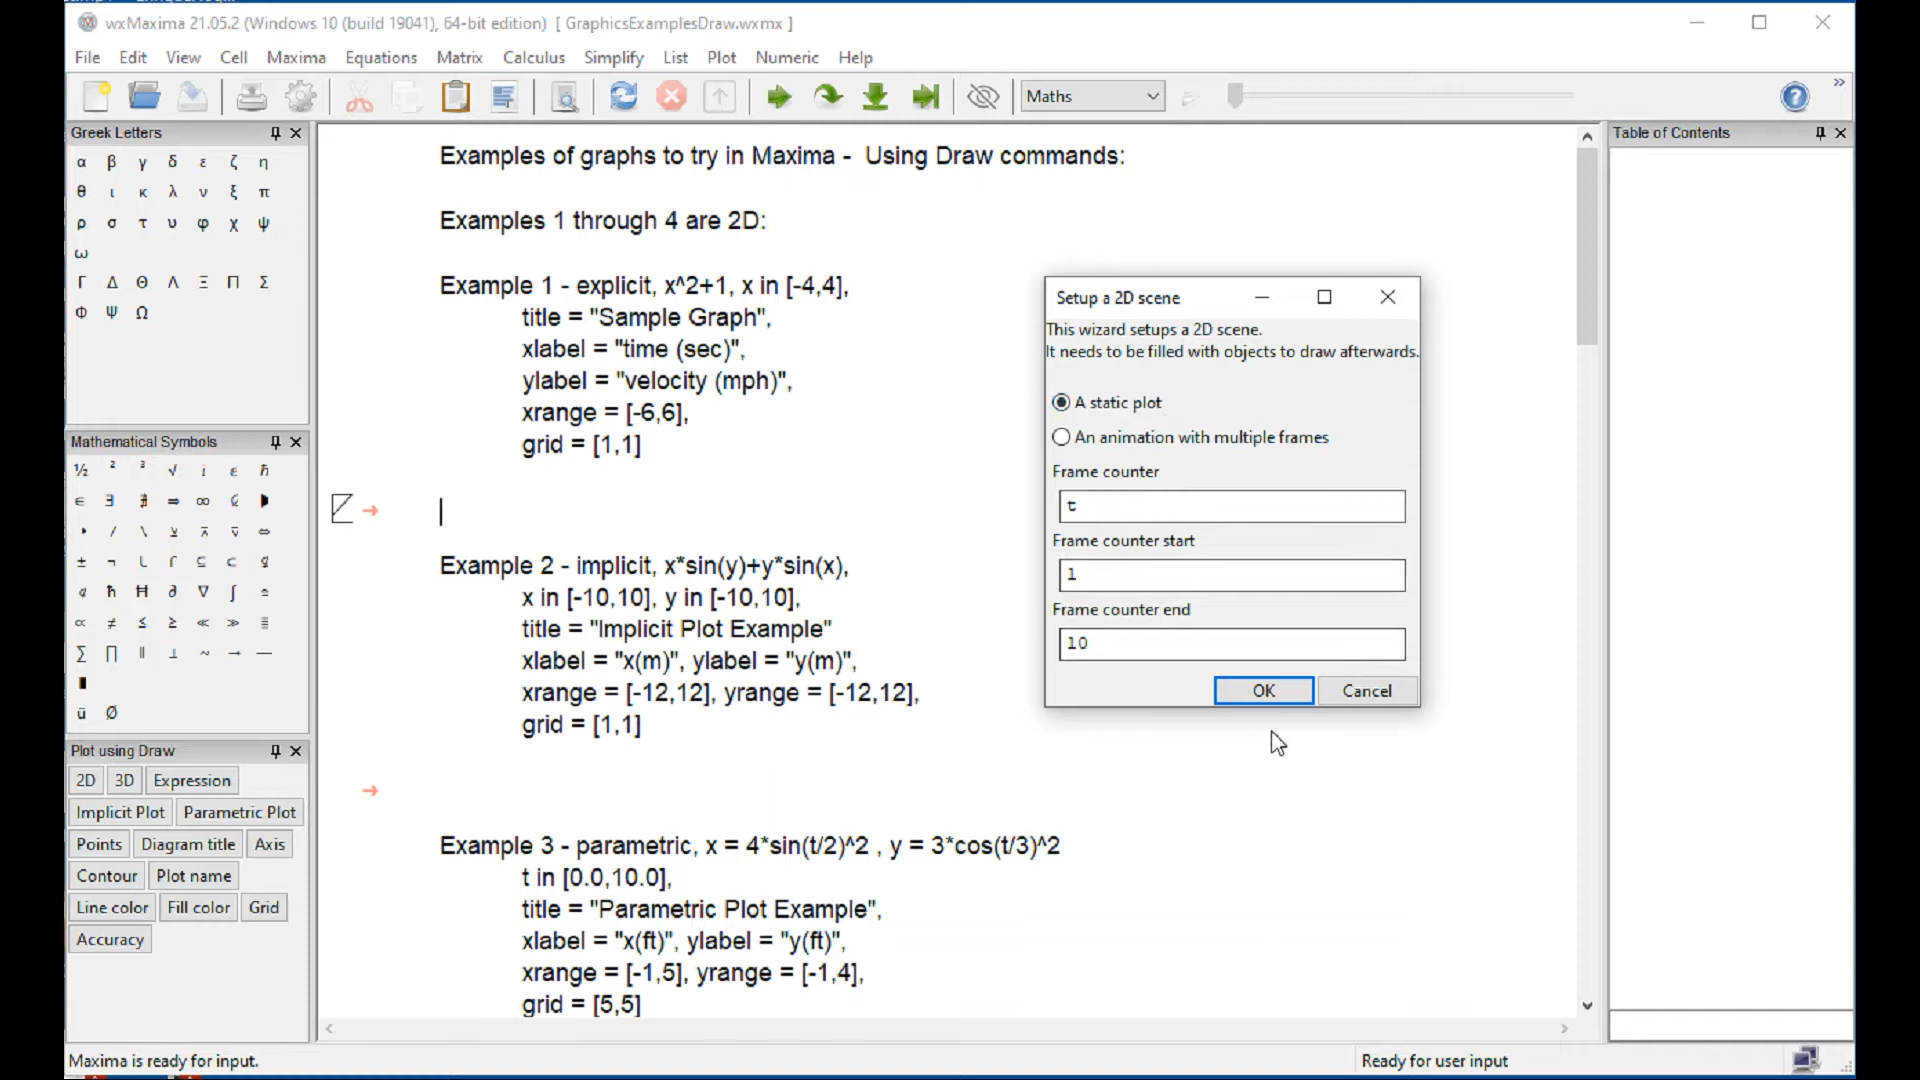 wxMaxima 21.05.2 (Windows 10 (build 19041), 64-bit edition) [ GraphicsExamplesDraw.wxmx ]
File Edit View Cell Maxima Equations Matrix Calculus Simplify List Plot Numeric Help
Maths
Greek Letters
α β γ δ ε ζ η
θ ι κ λ ν ξ π
ρ σ τ υ φ χ ψ
ω
Γ Δ Θ Λ Ξ Π Σ
Φ Ψ Ω
Mathematical Symbols
½ ² ³ √ i ϵ ħ
∈ ∃ ∄ ⇒ ∞
/ \ ⇔
± ¬ ⊆ ⊂
ħ Ħ ∂ ∇ ∫
∝ ≠ ≤ ≥ ≪ ≫
∑ ∏ ∥ ⊥ ~ → —
ü Ø
Plot using Draw
2D 3D Expression
Implicit Plot Parametric Plot
Points Diagram title Axis
Contour Plot name
Line color Fill color Grid
Accuracy
Examples of graphs to try in Maxima - Using Draw commands:
Examples 1 through 4 are 2D:
Example 1 - explicit, x^2+1, x in [-4,4],
title = "Sample Graph",
xlabel = "time (sec)",
ylabel = "velocity (mph)",
xrange = [-6,6],
grid = [1,1]
Example 2 - implicit, x*sin(y)+y*sin(x),
x in [-10,10], y in [-10,10],
title = "Implicit Plot Example"
xlabel = "x(m)", ylabel = "y(m)",
xrange = [-12,12], yrange = [-12,12],
grid = [1,1]
Example 3 - parametric, x = 4*sin(t/2)^2 , y = 3*cos(t/3)^2
t in [0.0,10.0],
title = "Parametric Plot Example",
xlabel = "x(ft)", ylabel = "y(ft)",
xrange = [-1,5], yrange = [-1,4],
grid = [5,5]
Setup a 2D scene
This wizard setups a 2D scene.
It needs to be filled with objects to draw afterwards.
A static plot
An animation with multiple frames
Frame counter
t
Frame counter start
1
Frame counter end
10
OK Cancel
Table of Contents
Maxima is ready for input.
Ready for user input